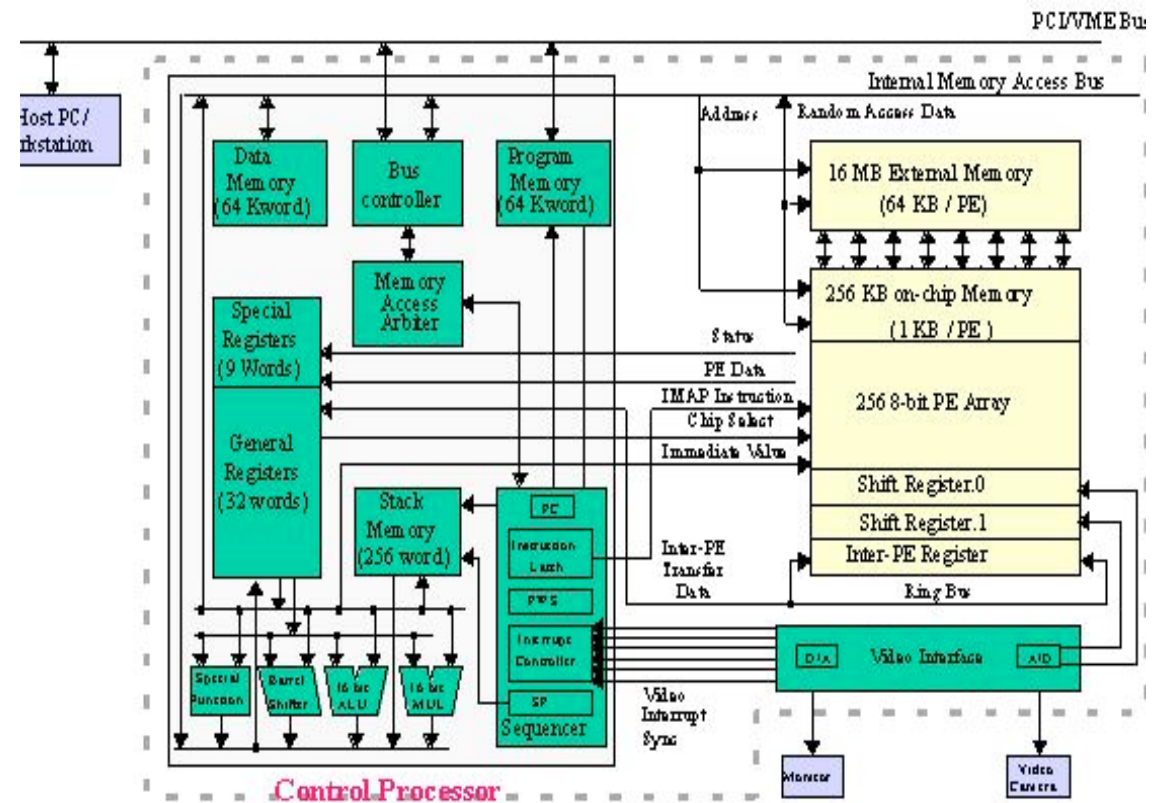 PCI/VME Bus
Internal Memory Access Bus
Host PC /
rkstation
Address
Random Access Data
Data
Memory
(64 Kword)
Bus
controller
Program
Memory
(64 Kword)
16 MB External Memory
(64 KB / PE)
Memory
Access
Arbiter
256 KB on-chip Memory
(1 KB / PE )
Special
Registers
(9 Words)
Status
PE Data
IMAP Instruction
Chip Select
Immediate Value
256 8-bit PE Array
General
Registers
(32 words)
Stack
Memory
(256 word)
PC
Instruction
Latch
Interrupt
Controller
SP
Sequencer
Shift Register.0
Shift Register.1
Inter-PE Register
Inter-PE
Transfer
Data
Ring Bus
Special
Function
Barrel
Shifter
16 bit
ALU
16 bit
MUL
D/A
Video Interface
A/D
Video
Interrupt
Sync
Monitor
Video
Camera
Control Processor